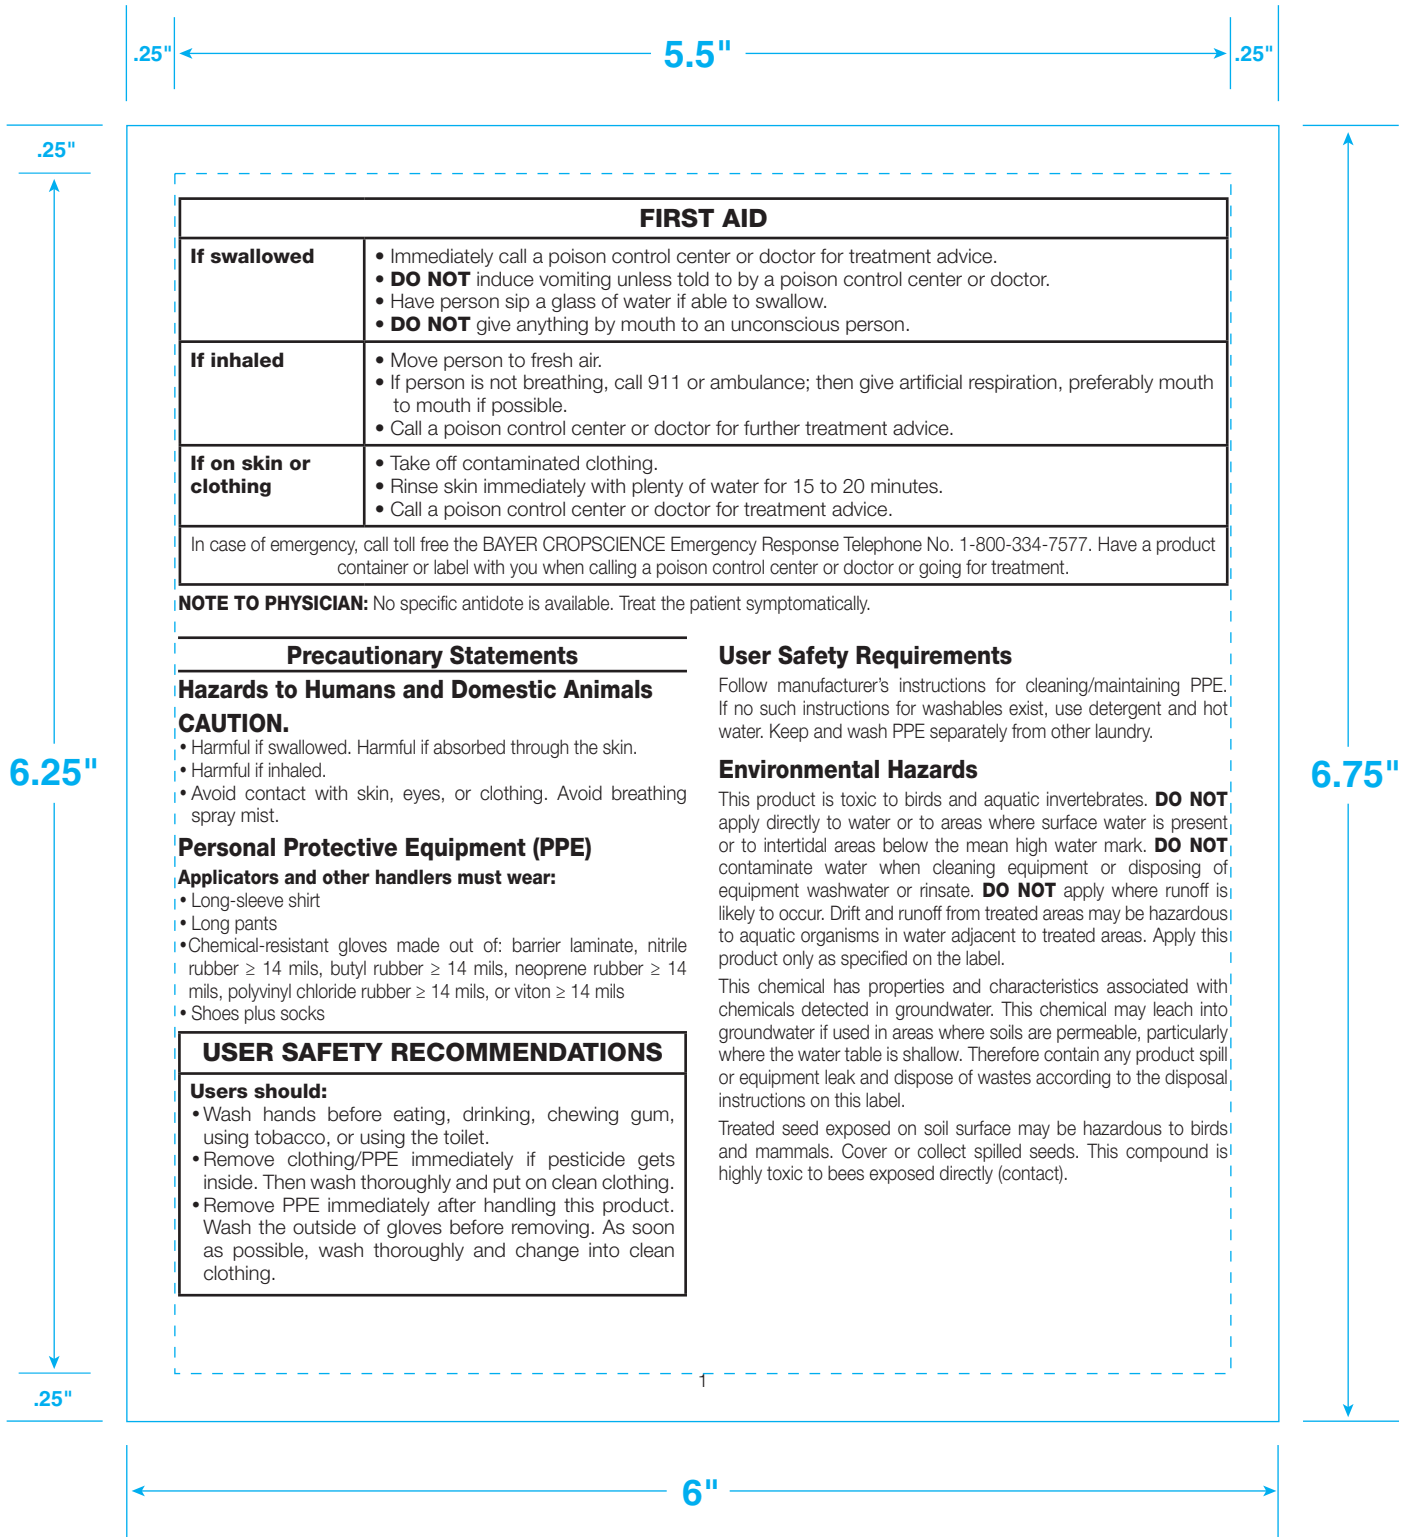 .25"
5.5"
.25"
.25"
FIRST AID
If swallowed
• Immediately call a poison control center or doctor for treatment advice.
• DO NOT induce vomiting unless told to by a poison control center or doctor.
• Have person sip a glass of water if able to swallow.
• DO NOT give anything by mouth to an unconscious person.
If inhaled
• Move person to fresh air.
• If person is not breathing, call 911 or ambulance; then give artificial respiration, preferably mouth
to mouth if possible.
• Call a poison control center or doctor for further treatment advice.
If on skin or
clothing
• Take off contaminated clothing.
• Rinse skin immediately with plenty of water for 15 to 20 minutes.
• Call a poison control center or doctor for treatment advice.
In case of emergency, call toll free the BAYER CROPSCIENCE Emergency Response Telephone No. 1-800-334-7577. Have a product
container or label with you when calling a poison control center or doctor or going for treatment.
NOTE TO PHYSICIAN: No specific antidote is available. Treat the patient symptomatically.
Precautionary Statements
Hazards to Humans and Domestic Animals
CAUTION.
• Harmful if swallowed. Harmful if absorbed through the skin.
• Harmful if inhaled.
• Avoid contact with skin, eyes, or clothing. Avoid breathing
spray mist.
Personal Protective Equipment (PPE)
Applicators and other handlers must wear:
• Long-sleeve shirt
• Long pants
• Chemical-resistant gloves made out of: barrier laminate, nitrile
rubber ≥ 14 mils, butyl rubber ≥ 14 mils, neoprene rubber ≥ 14
mils, polyvinyl chloride rubber ≥ 14 mils, or viton ≥ 14 mils
• Shoes plus socks
USER SAFETY RECOMMENDATIONS
Users should:
• Wash hands before eating, drinking, chewing gum,
using tobacco, or using the toilet.
• Remove clothing/PPE immediately if pesticide gets
inside. Then wash thoroughly and put on clean clothing.
• Remove PPE immediately after handling this product.
Wash the outside of gloves before removing. As soon
as possible, wash thoroughly and change into clean
clothing.
User Safety Requirements
Follow manufacturer's instructions for cleaning/maintaining PPE.
If no such instructions for washables exist, use detergent and hot
water. Keep and wash PPE separately from other laundry.
Environmental Hazards
This product is toxic to birds and aquatic invertebrates. DO NOT
apply directly to water or to areas where surface water is present
or to intertidal areas below the mean high water mark. DO NOT
contaminate water when cleaning equipment or disposing of
equipment washwater or rinsate. DO NOT apply where runoff is
likely to occur. Drift and runoff from treated areas may be hazardous
to aquatic organisms in water adjacent to treated areas. Apply this
product only as specified on the label.
This chemical has properties and characteristics associated with
chemicals detected in groundwater. This chemical may leach into
groundwater if used in areas where soils are permeable, particularly
where the water table is shallow. Therefore contain any product spill
or equipment leak and dispose of wastes according to the disposal
instructions on this label.
Treated seed exposed on soil surface may be hazardous to birds
and mammals. Cover or collect spilled seeds. This compound is
highly toxic to bees exposed directly (contact).
6.25"
6.75"
1
.25"
6"